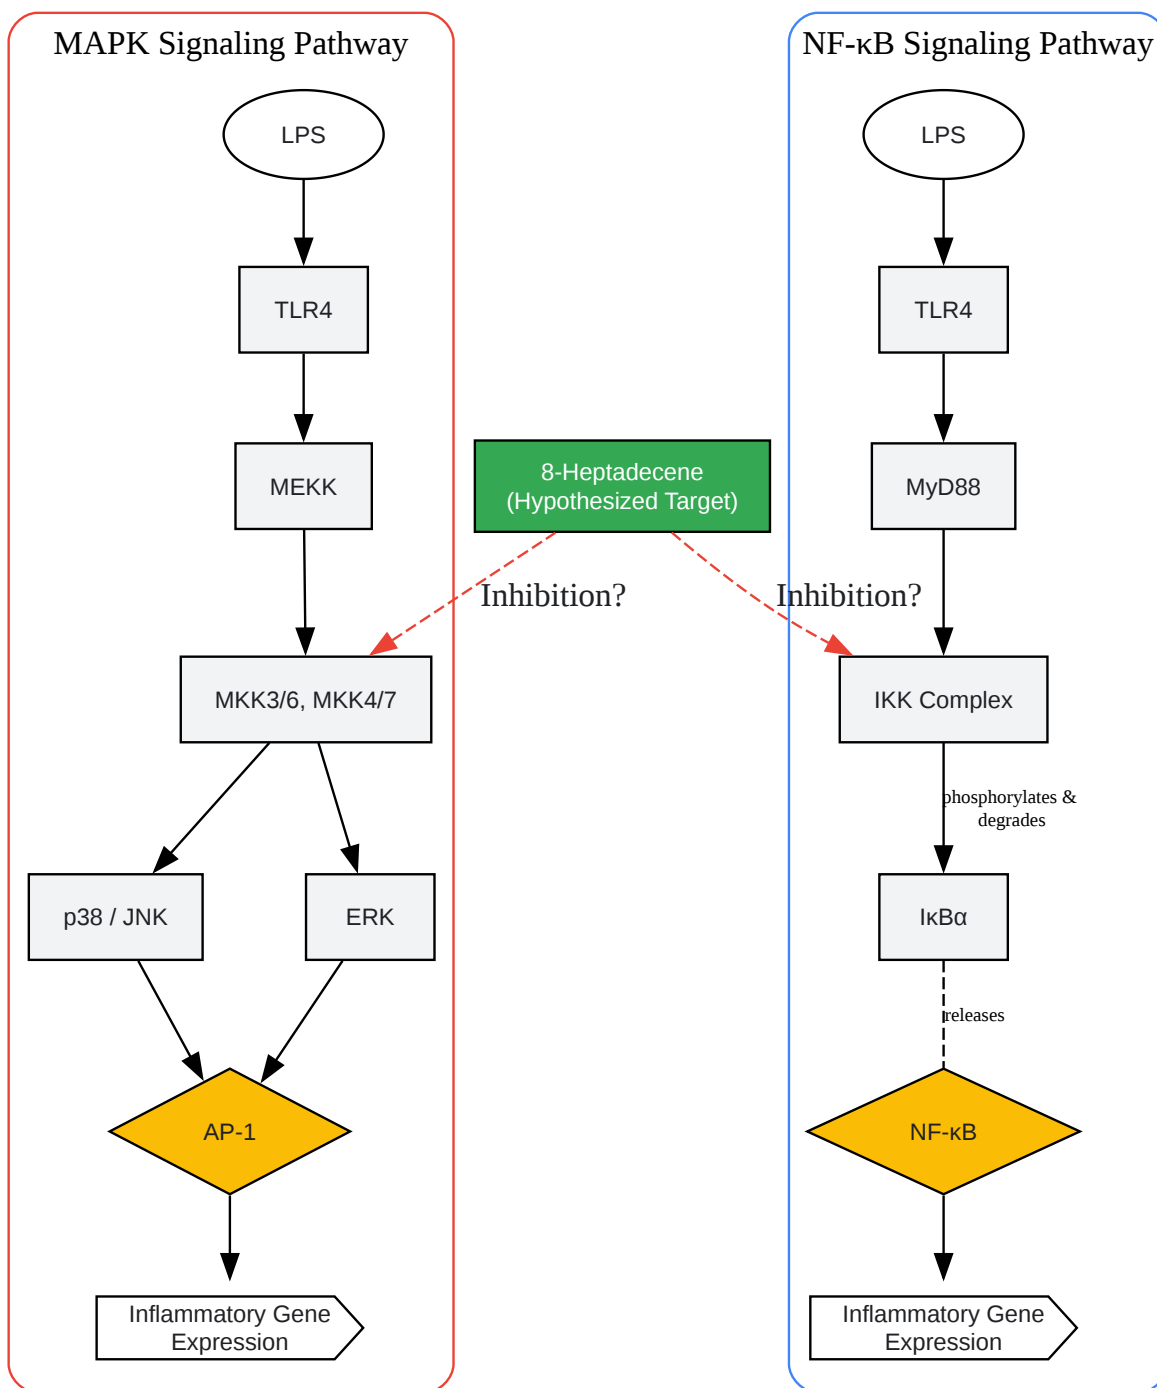 MAPK Signaling Pathway
LPS
TLR4
MEKK
MKK3/6, MKK4/7
p38 / JNK
ERK
AP-1
Inflammatory Gene
Expression
8-Heptadecene
(Hypothesized Target)
Inhibition?
Inhibition?
NF-κB Signaling Pathway
LPS
TLR4
MyD88
IKK Complex
phosphorylates &
degrades
IκBα
releases
NF-κB
Inflammatory Gene
Expression